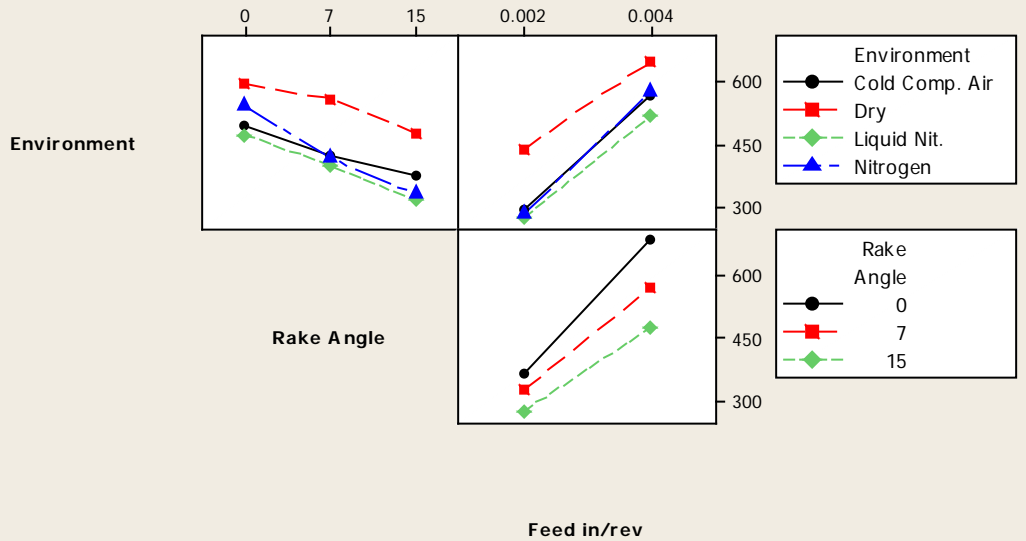 0 7 15 0.002 0.004
Environment
Environment
Cold Comp. Air
Dry
Liquid Nit.
Nitrogen
600
450
300
Rake Angle
600
450
300
Rake
Angle
0
7
15
Feed in/rev